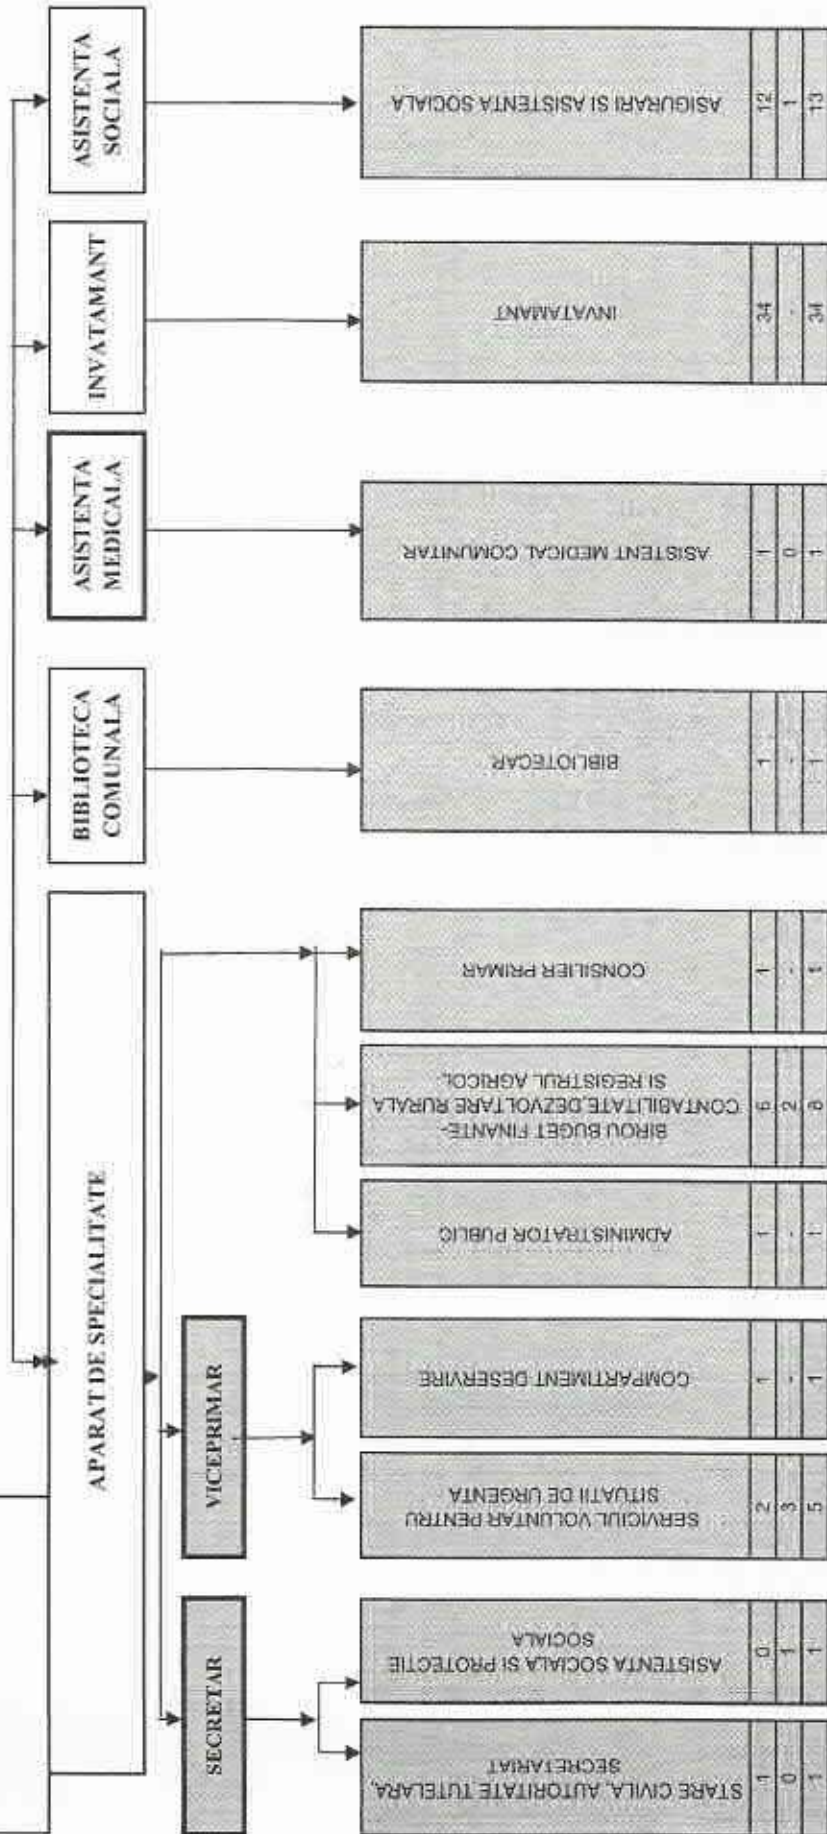 APARAT DE SPECIALITATE
BIBLIOTECA
COMUNALA
ASISTENTA
MEDICALA
INVATAMANT
ASISTENTA
SOCIALA
SECRETAR
VICEPRIMAR
STARE CIVILA, AUTORITATE TUTELARA,
SECRETARIAT
1
0
1
ASISTENTA SOCIALA SI PROTECTIE
SOCIALA
0
1
1
SERVICIUL VOLUNTAR PENTRU
SITUATII DE URGENTA
2
3
5
COMPARTIMENT DESERVIRE
1
-
1
ADMINISTRATOR PUBLIC
1
-
1
BIROU BUGET FINANTE-
CONTABILITATE,DEZVOLTARE RURALA
SI REGISTRUL AGRICOL
6
2
8
CONSILIER PRIMAR
1
-
1
BIBLIOTECAR
1
-
1
ASISTENT MEDICAL COMUNITAR
1
0
1
INVATAMANT
34
-
34
ASIGURARI SI ASISTENTA SOCIALA
12
1
13